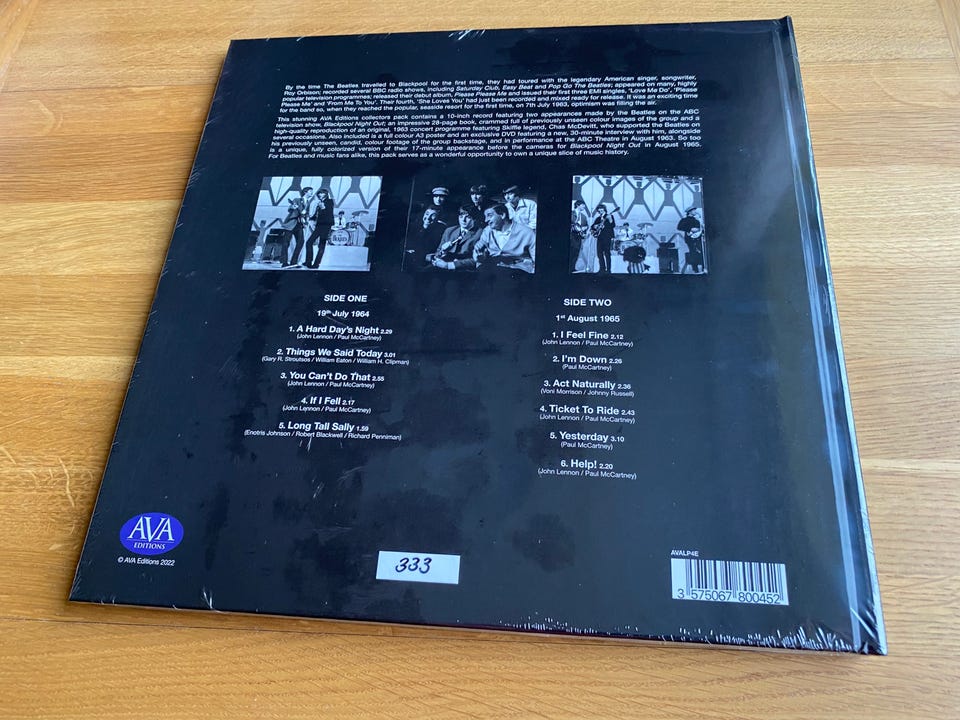 By the time The Beatles travelled to Blackpool for the first time, they had toured with the legendary American singer, songwriter,
Roy Orbison; recorded several BBC radio shows, including Saturday Club, Easy Beat and Pop Go The Beatles; appeared on many, highly
popular television programmes; released their debut album, Please Please Me and issued their first three EMI singles, 'Love Me Do', 'Please
Please Me' and 'From Me To You'. Their fourth, 'She Loves You' had just been recorded and stood ready for release. It was an exciting time
for the band so, when they reached the popular, seaside resort for the first time, on 7th July 1963, optimism was filling the air.
This stunning AVA Editions collectors pack contains a 10-inch record featuring two appearances made by the Beatles on the ABC
television show, Blackpool Night Out; an impressive 28-page book, crammed full of previously unseen colour images of the group and a
high-quality reproduction of an original, 1963 concert programme featuring Skiffle legend, Chas McDevitt, who supported the Beatles on
several occasions. Also included is a full colour A3 poster and an exclusive DVD featuring a new, 30-minute interview with him, alongside
his previously unseen, candid, colour footage of the group backstage, and in performance at the ABC Theatre in August 1963. So too
is a unique, fully colorized version of their 17-minute appearance before the cameras for Blackpool Night Out in August 1965.
For Beatles and music fans alike, this pack serves as a wonderful opportunity to own a unique slice of music history.
THE BEATLES
SIDE ONE
19th July 1964
1. A Hard Day's Night 2.29
(John Lennon / Paul McCartney)
2. Things We Said Today 3.01
(Gary R. Stroutsos / William Eaton / William H. Clipman)
3. You Can't Do That 2.55
(John Lennon / Paul McCartney)
4. If I Fell 2.17
(John Lennon / Paul McCartney)
5. Long Tall Sally 1.59
(Enotris Johnson / Robert Blackwell / Richard Penniman)
SIDE TWO
1st August 1965
1. I Feel Fine 2.12
(John Lennon / Paul McCartney)
2. I'm Down 2.26
(Paul McCartney)
3. Act Naturally 2.36
(Voni Morrison / Johnny Russell)
4. Ticket To Ride 2.43
(John Lennon / Paul McCartney)
5. Yesterday 3.10
(Paul McCartney)
6. Help! 2.20
(John Lennon / Paul McCartney)
AVA
EDITIONS
© AVA Editions 2022
333
AVALP4E
3 575067 800452